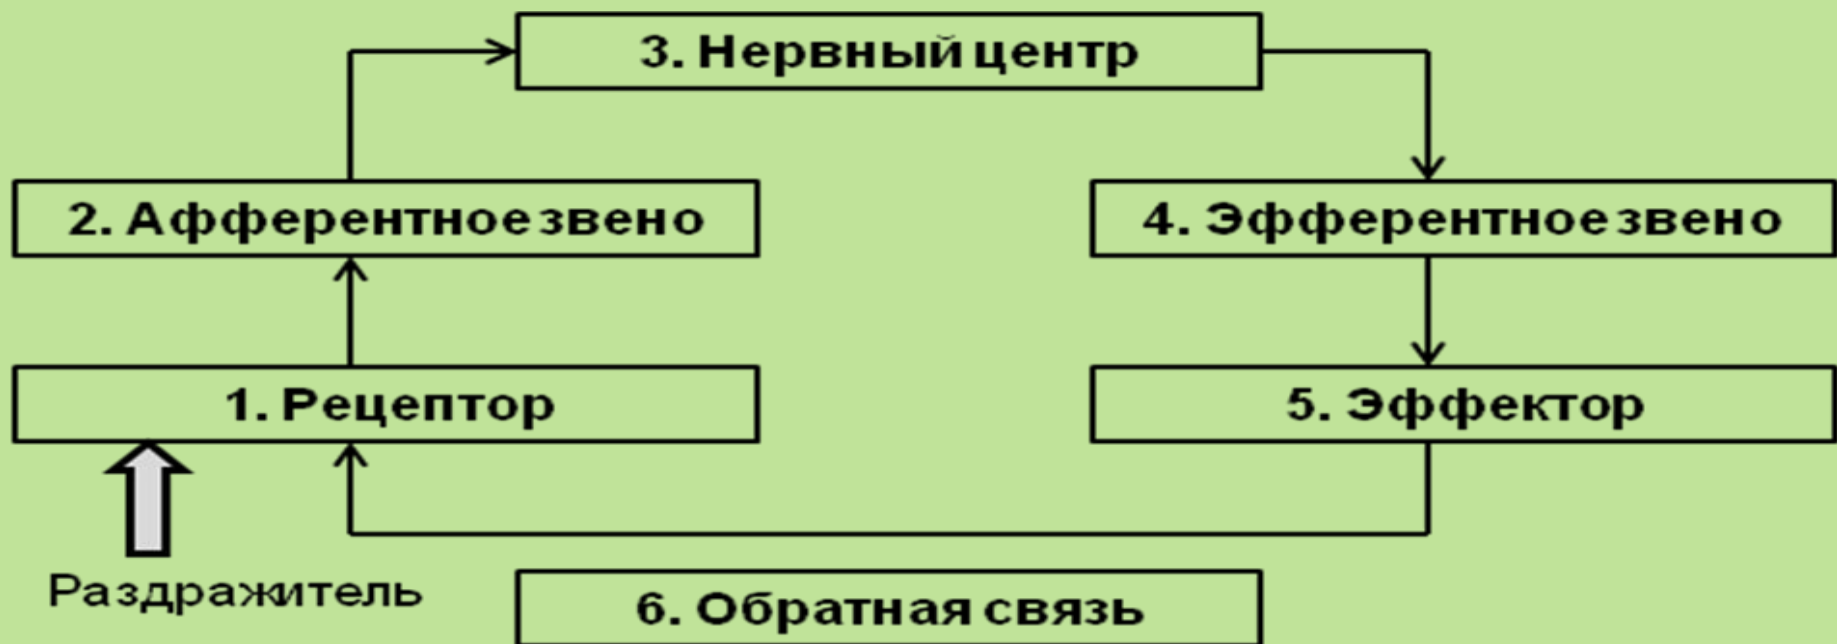 3. Нервный центр
2. Афферентное звено
4. Эфферентное звено
1. Рецептор
5. Эффектор
Раздражитель
6. Обратная связь